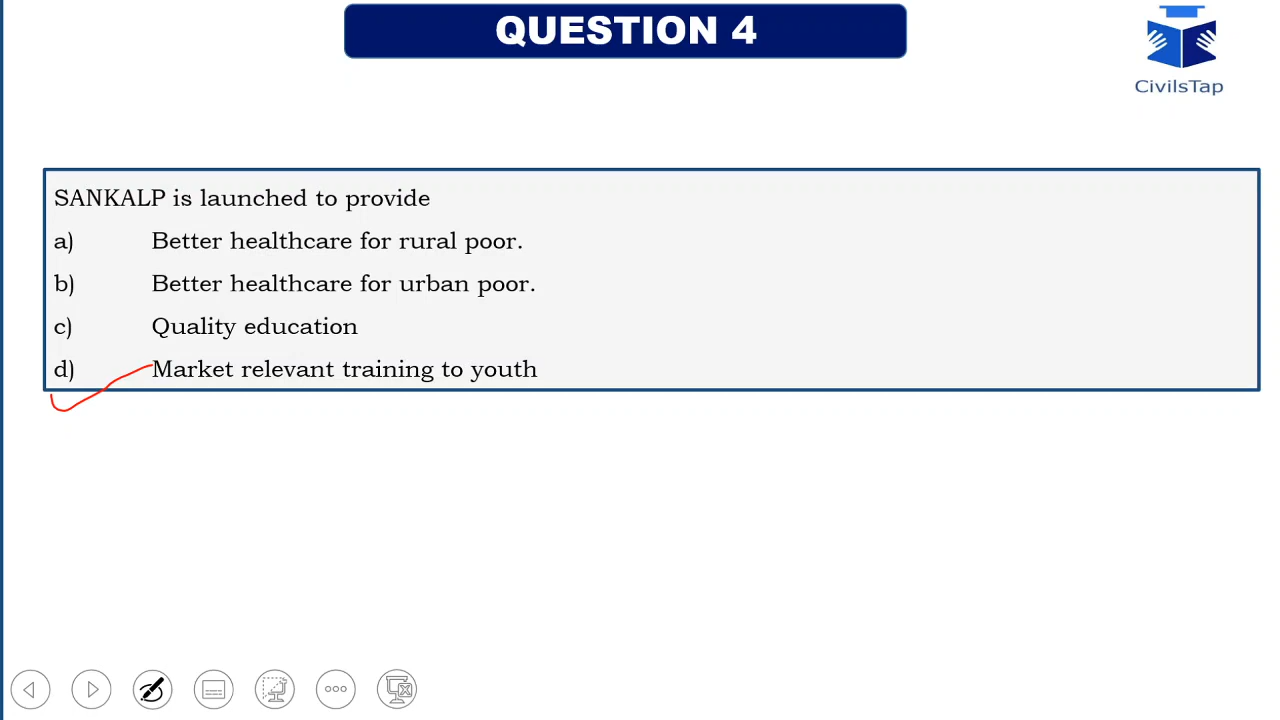 QUESTION 4
CivilsTap
SANKALP is launched to provide
a) Better healthcare for rural poor.
b) Better healthcare for urban poor.
c) Quality education
d) Market relevant training to youth